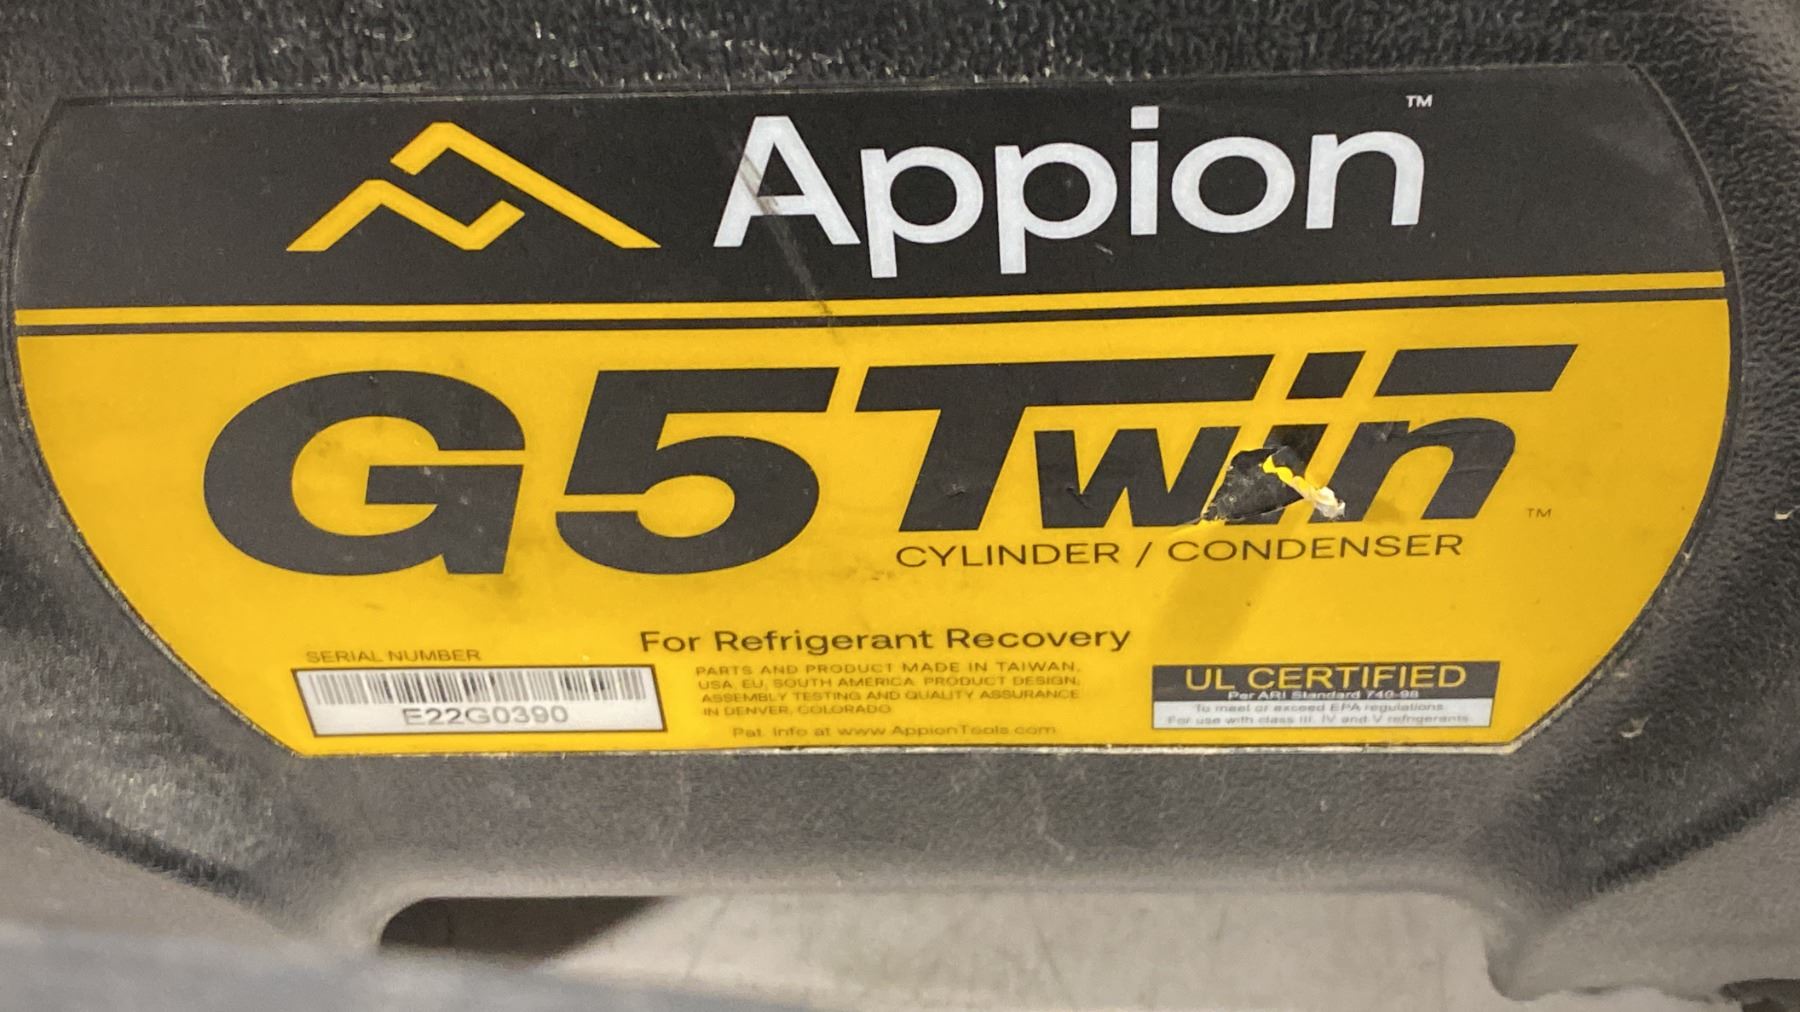 Appion™
G5 Twin™
CYLINDER / CONDENSER
For Refrigerant Recovery
SERIAL NUMBER
E22G0390
PARTS AND PRODUCT MADE IN TAIWAN,
USA, EU, SOUTH AMERICA. PRODUCT DESIGN,
ASSEMBLY TESTING AND QUALITY ASSURANCE
IN DENVER, COLORADO
Pat. Info at www.AppionTools.com
UL CERTIFIED
Per ARI Standard 740-98
To meet or exceed EPA regulations
For use with class III, IV and V refrigerants